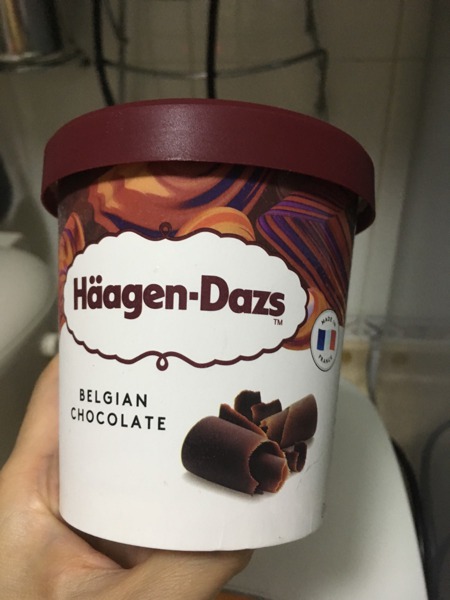 Häagen-Dazs
TM
MADE IN
FRANCE
BELGIAN
CHOCOLATE